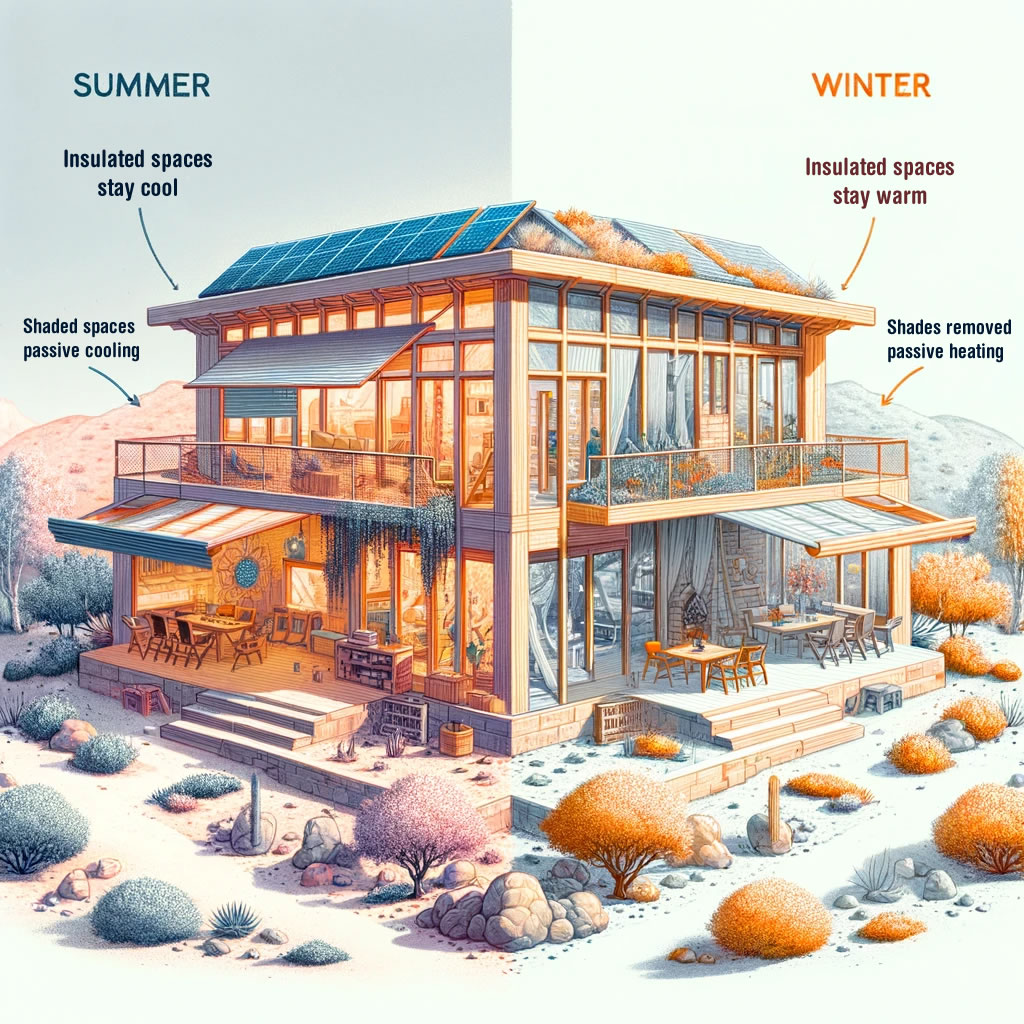 SUMMER
WINTER
Insulated spaces
stay cool
Insulated spaces
stay warm
Shaded spaces
passive cooling
Shades removed
passive heating